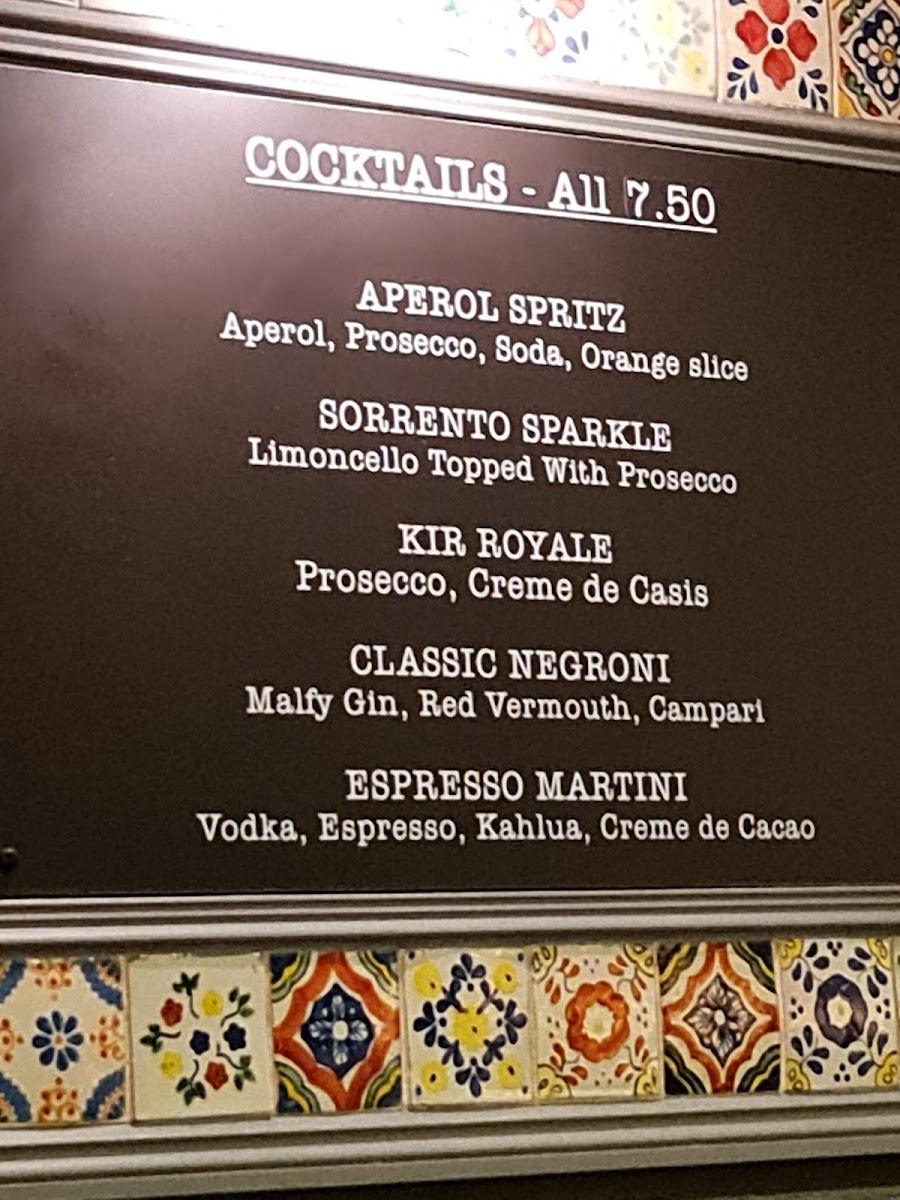 COCKTAILS - All 7.50
APEROL SPRITZ
Aperol, Prosecco, Soda, Orange slice
SORRENTO SPARKLE
Limoncello Topped With Prosecco
KIR ROYALE
Prosecco, Creme de Casis
CLASSIC NEGRONI
Malfy Gin, Red Vermouth, Campari
ESPRESSO MARTINI
Vodka, Espresso, Kahlua, Creme de Cacao